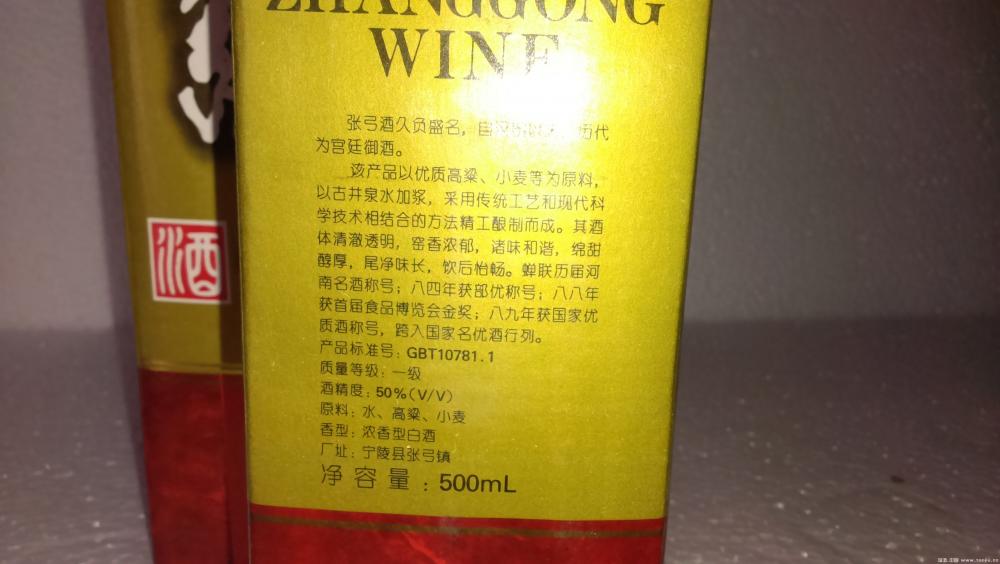 ZHANGGONG
WINE
张弓酒久负盛名，自
历代
为宫廷御酒。
该产品以优质高粱、小麦等为原料，
以古井泉水加浆，采用传统工艺和现代科
学技术相结合的方法精工酿制而成。其酒
体清澈透明，窖香浓郁，诸味和谐，绵甜
醇厚，尾净味长，饮后怡畅。蝉联历届河
南名酒称号；八四年获部优称号；八八年
获首届食品博览会金奖；八九年获国家优
质酒称号，跨入国家名优酒行列。
产品标准号：GBT10781.1
质量等级：一级
酒精度：50%(V/V)
原料：水、高粱、小麦
香型：浓香型白酒
厂址：宁陵县张弓镇
净容量：500mL
酒